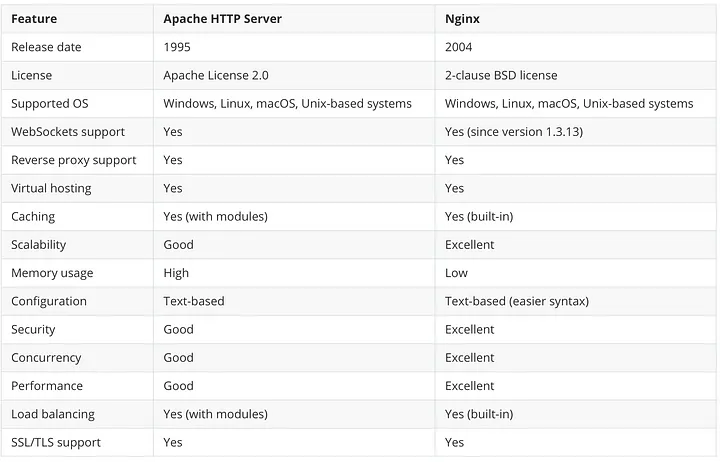 Feature Apache HTTP Server Nginx
Release date 1995 2004
License Apache License 2.0 2-clause BSD license
Supported OS Windows, Linux, macOS, Unix-based systems Windows, Linux, macOS, Unix-based systems
WebSockets support Yes Yes (since version 1.3.13)
Reverse proxy support Yes Yes
Virtual hosting Yes Yes
Caching Yes (with modules) Yes (built-in)
Scalability Good Excellent
Memory usage High Low
Configuration Text-based Text-based (easier syntax)
Security Good Excellent
Concurrency Good Excellent
Performance Good Excellent
Load balancing Yes (with modules) Yes (built-in)
SSL/TLS support Yes Yes